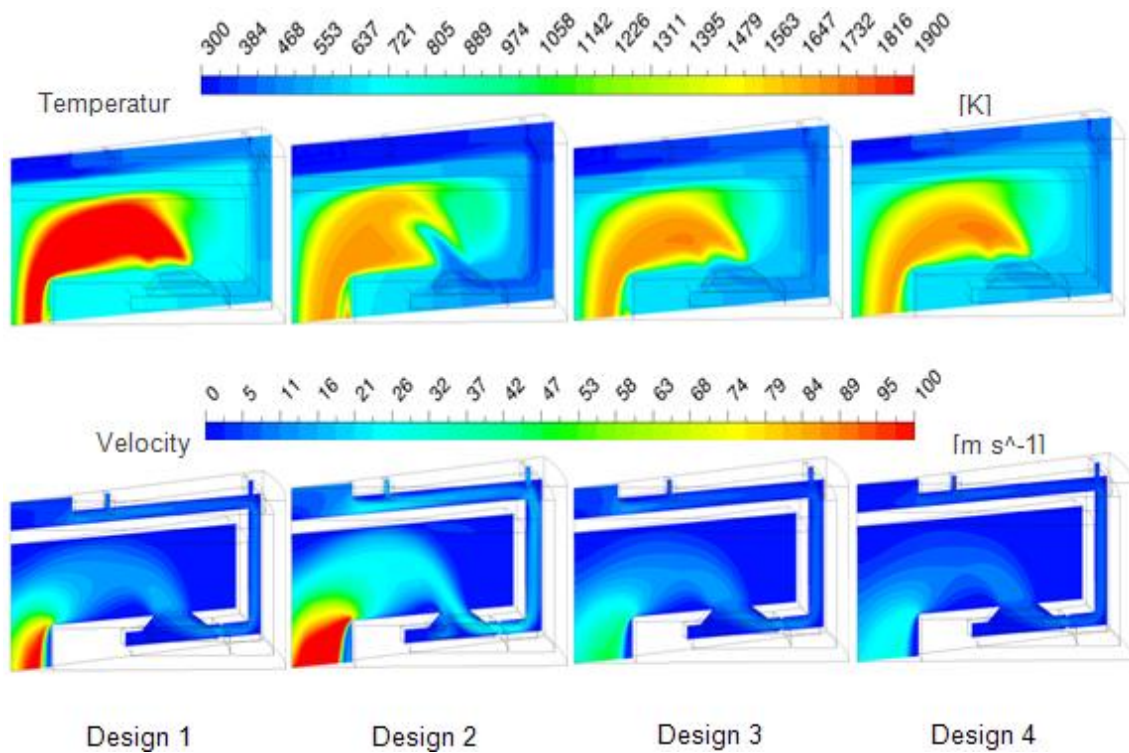 300 384 468 553 637 721 805 889 974 1058 1142 1226 1311 1395 1479 1563 1647 1732 1816 1900
Temperatur [K]
0 5 11 16 21 26 32 37 42 47 53 58 63 68 74 79 84 89 95 100
Velocity [m s^-1]
Design 1 Design 2 Design 3 Design 4